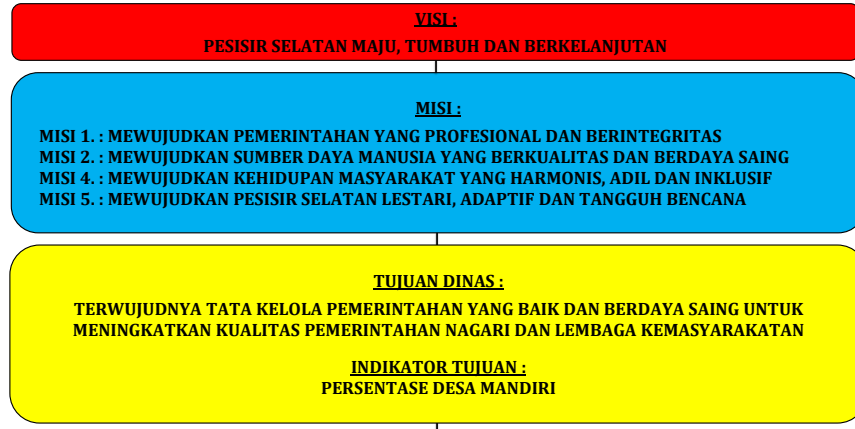 VISI :
PESISIR SELATAN MAJU, TUMBUH DAN BERKELANJUTAN
MISI :
MISI 1. : MEWUJUDKAN PEMERINTAHAN YANG PROFESIONAL DAN BERINTEGRITAS
MISI 2. : MEWUJUDKAN SUMBER DAYA MANUSIA YANG BERKUALITAS DAN BERDAYA SAING
MISI 4. : MEWUJUDKAN KEHIDUPAN MASYARAKAT YANG HARMONIS, ADIL DAN INKLUSIF
MISI 5. : MEWUJUDKAN PESISIR SELATAN LESTARI, ADAPTIF DAN TANGGUH BENCANA
TUJUAN DINAS :
TERWUJUDNYA TATA KELOLA PEMERINTAHAN YANG BAIK DAN BERDAYA SAING UNTUK
MENINGKATKAN KUALITAS PEMERINTAHAN NAGARI DAN LEMBAGA KEMASYARAKATAN
INDIKATOR TUJUAN :
PERSENTASE DESA MANDIRI